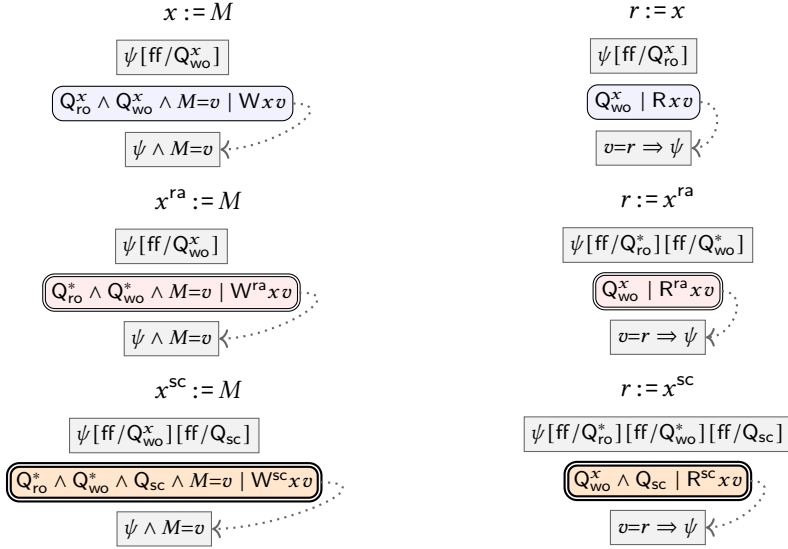 x := M
ψ[ff/Q^x_wo]
Q^x_ro ∧ Q^x_wo ∧ M=v | W x v
ψ ∧ M=v
x^ra := M
ψ[ff/Q^x_wo]
Q^*_ro ∧ Q^*_wo ∧ M=v | W^ra x v
ψ ∧ M=v
x^sc := M
ψ[ff/Q^x_wo][ff/Q_sc]
Q^*_ro ∧ Q^*_wo ∧ Q_sc ∧ M=v | W^sc x v
ψ ∧ M=v
r := x
ψ[ff/Q^x_ro]
Q^x_wo | R x v
v=r ⇒ ψ
r := x^ra
ψ[ff/Q^*_ro][ff/Q^*_wo]
Q^x_wo | R^ra x v
v=r ⇒ ψ
r := x^sc
ψ[ff/Q^*_ro][ff/Q^*_wo][ff/Q_sc]
Q^x_wo ∧ Q_sc | R^sc x v
v=r ⇒ ψ